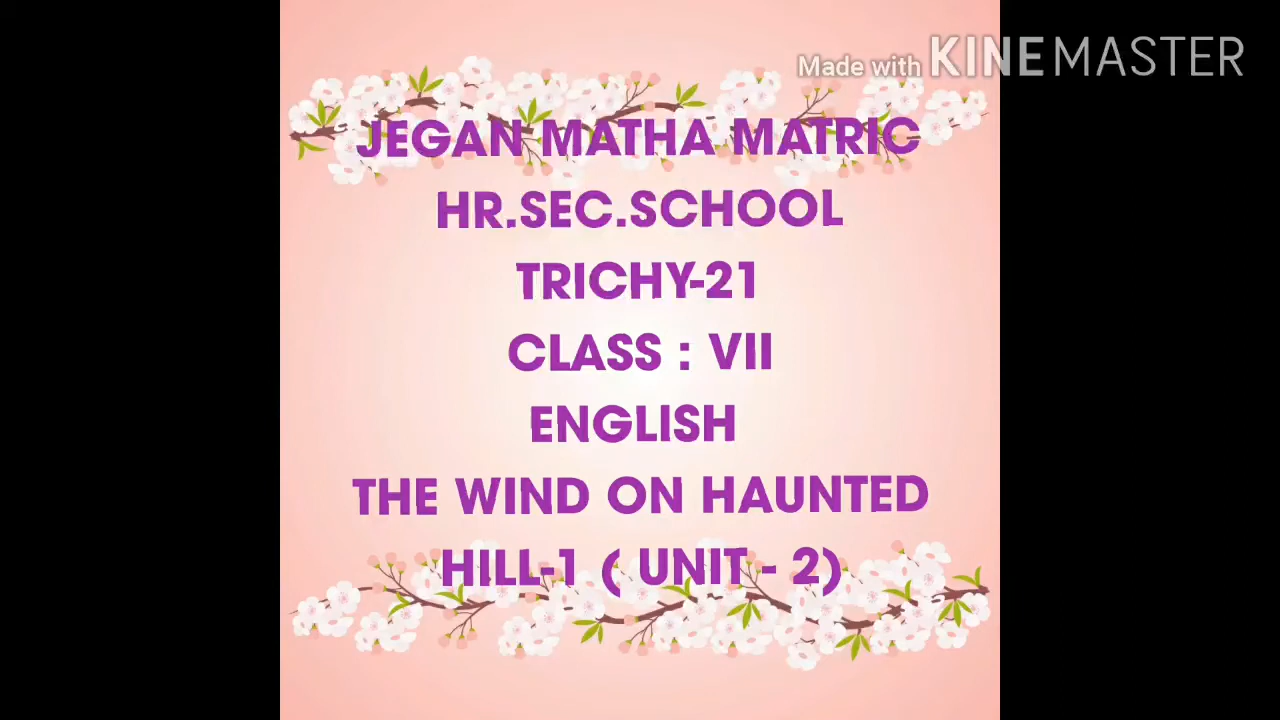 Made with KINEMASTER
JEGAN MATHA MATRIC
HR.SEC.SCHOOL
TRICHY-21
CLASS : VII
ENGLISH
THE WIND ON HAUNTED
HILL-1 ( UNIT - 2)